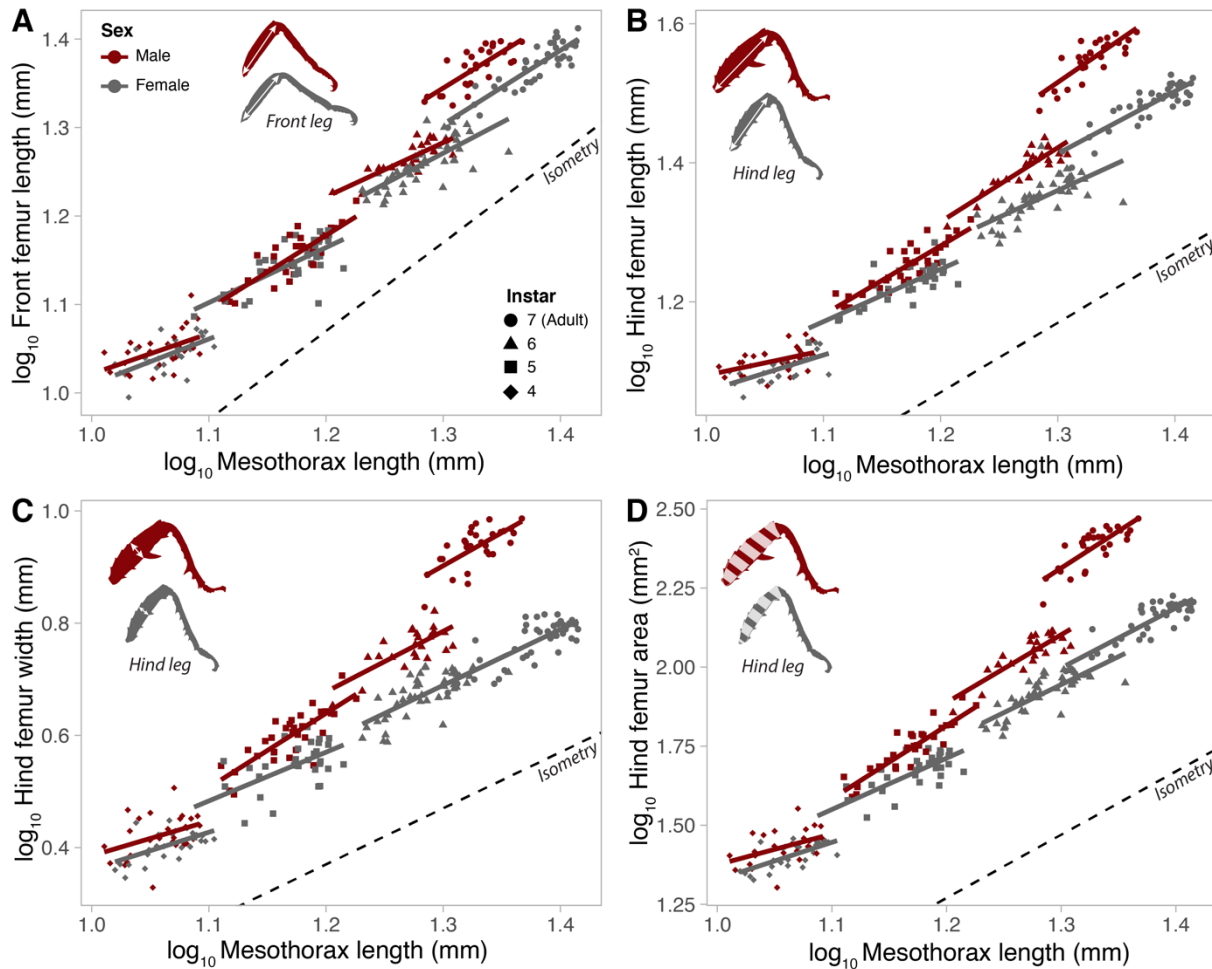 A
Sex
Male
Female
Front leg
Isometry
Instar
7 (Adult)
6
5
4
log₁₀ Front femur length (mm)
1.4
1.3
1.2
1.1
1.0
1.0 1.1 1.2 1.3 1.4
log₁₀ Mesothorax length (mm)
B
Hind leg
Isometry
log₁₀ Hind femur length (mm)
1.6
1.4
1.2
1.0 1.1 1.2 1.3 1.4
log₁₀ Mesothorax length (mm)
C
Hind leg
Isometry
log₁₀ Hind femur width (mm)
1.0
0.8
0.6
0.4
1.0 1.1 1.2 1.3 1.4
log₁₀ Mesothorax length (mm)
D
Hind leg
Isometry
log₁₀ Hind femur area (mm²)
2.50
2.25
2.00
1.75
1.50
1.25
1.0 1.1 1.2 1.3 1.4
log₁₀ Mesothorax length (mm)